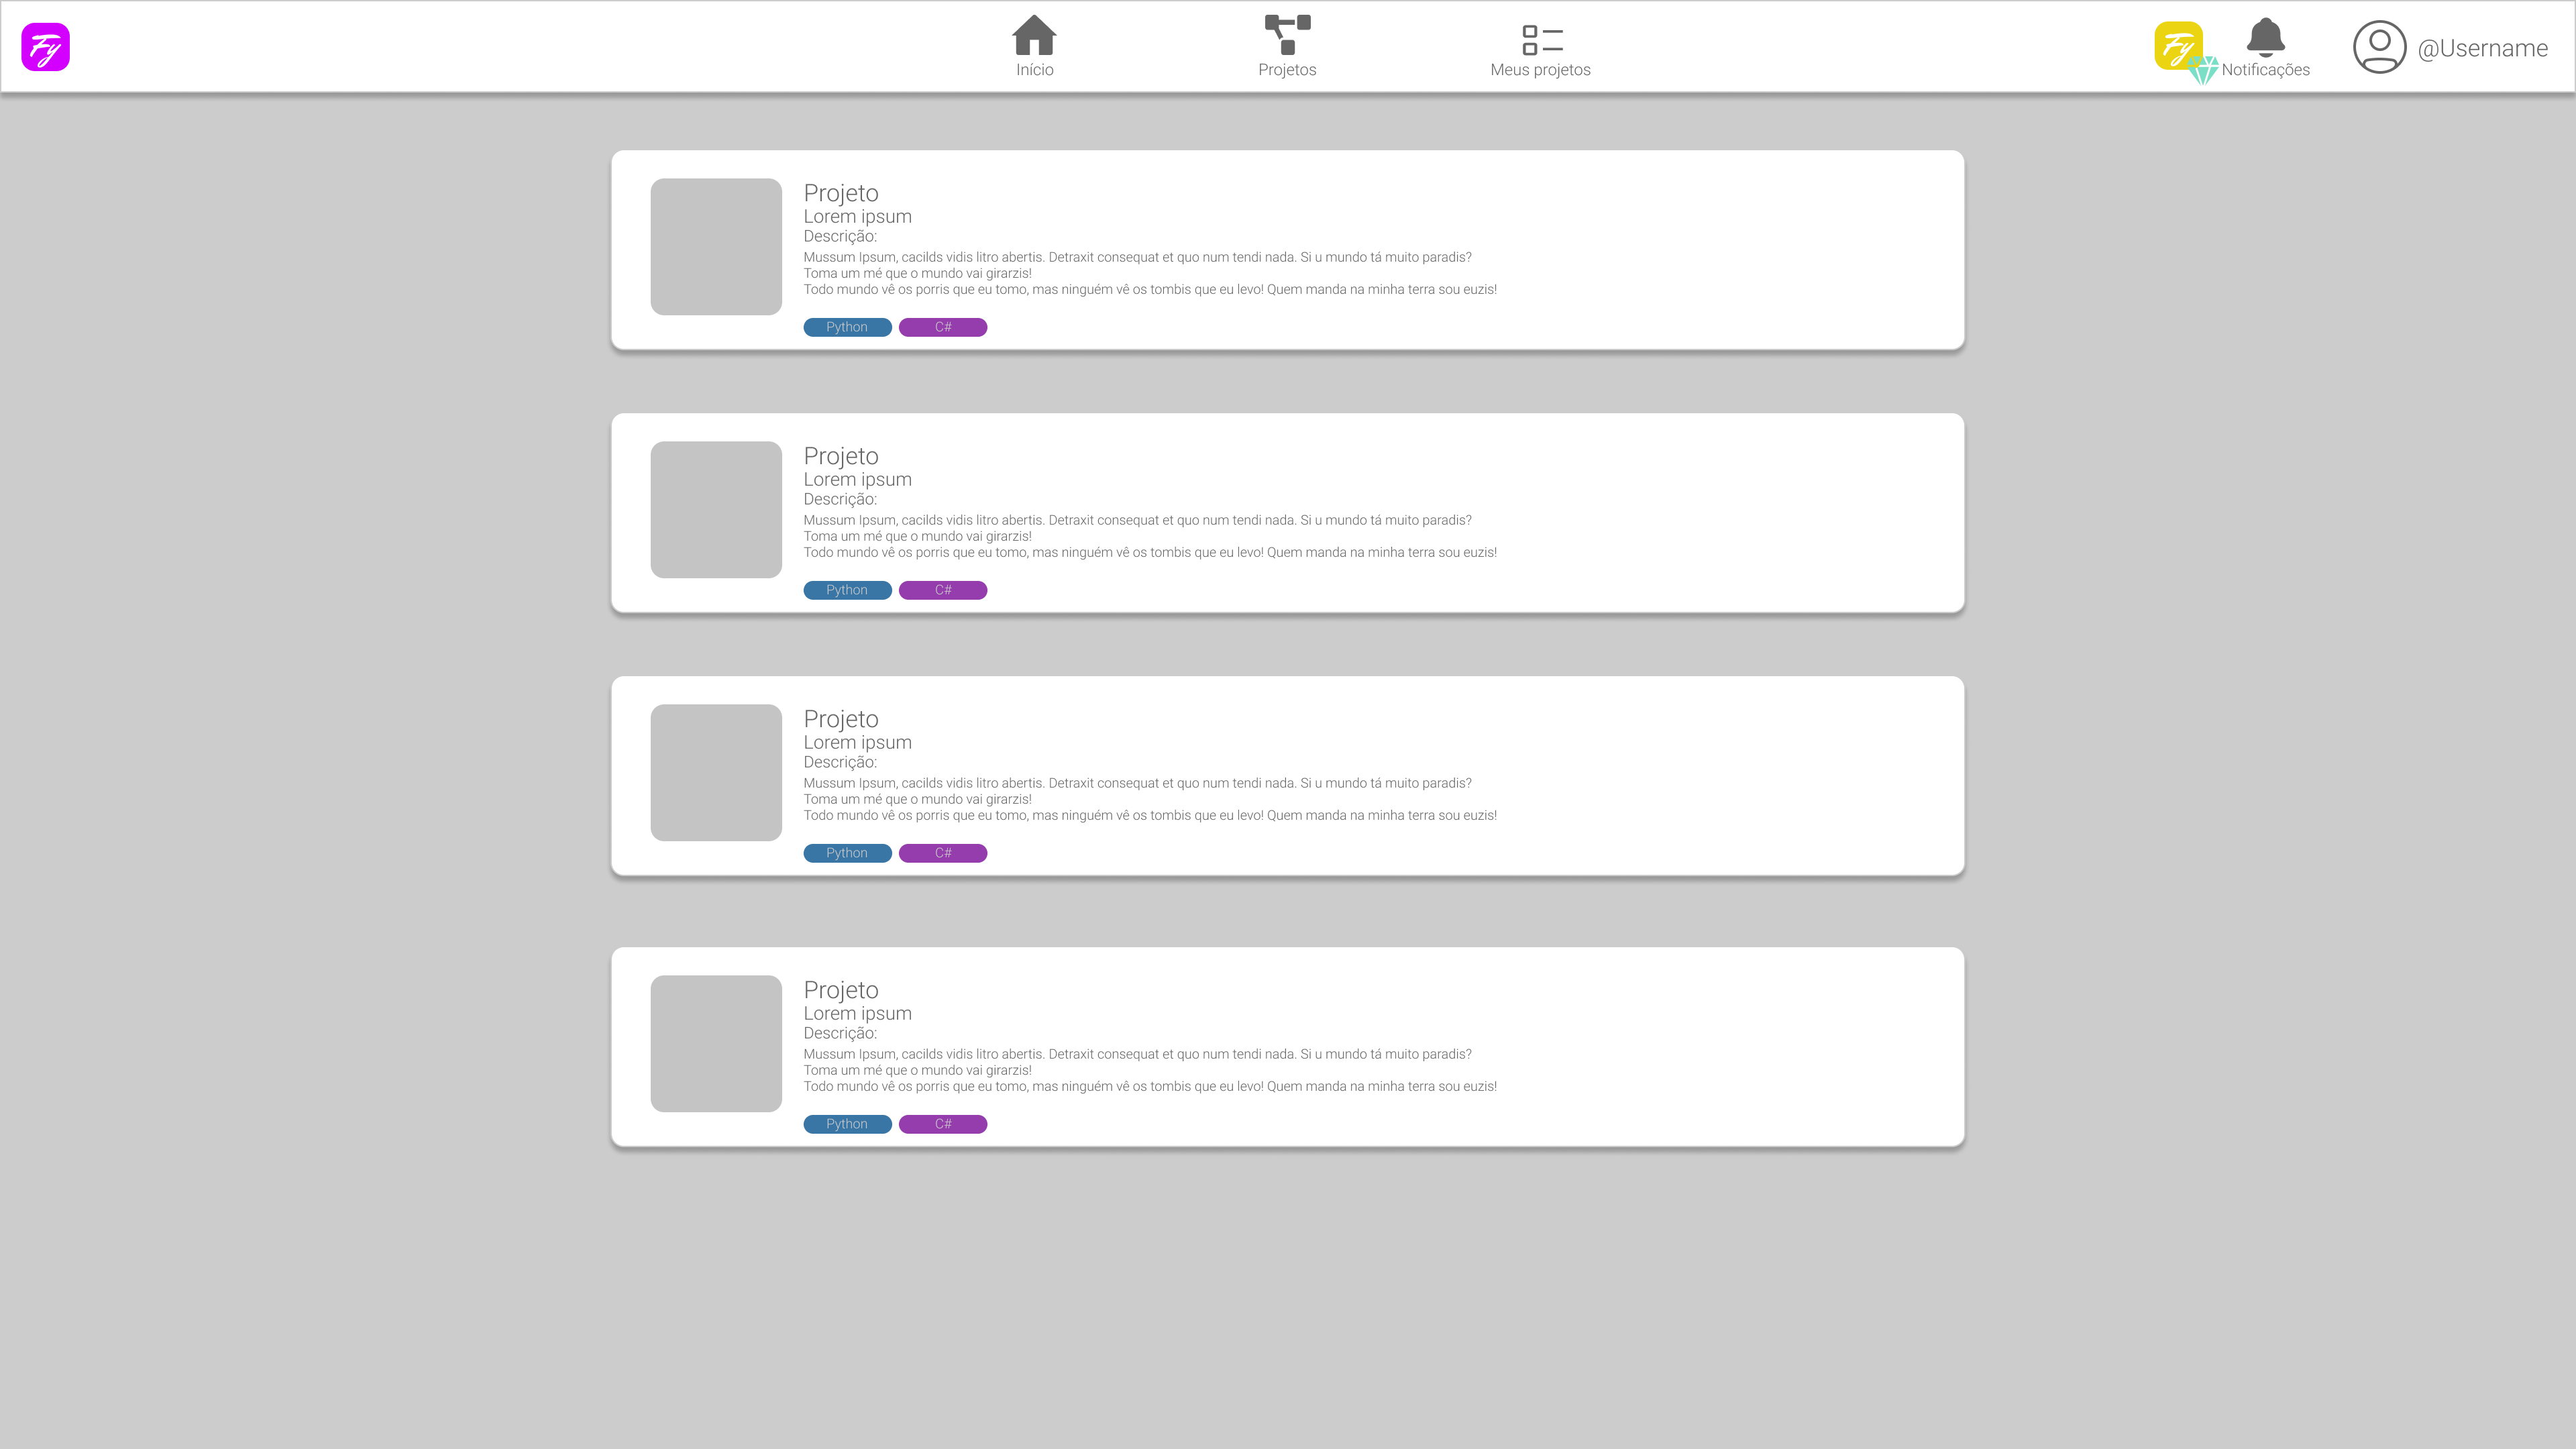 Fy
Início
Projetos
Meus projetos
Fy
Notificações
@Username
Projeto
Lorem ipsum
Descrição:
Mussum Ipsum, cacilds vidis litro abertis. Detraxit consequat et quo num tendi nada. Si u mundo tá muito paradis?
Toma um mé que o mundo vai girarzis!
Todo mundo vê os porris que eu tomo, mas ninguém vê os tombis que eu levo! Quem manda na minha terra sou euzis!
Python C#
Projeto
Lorem ipsum
Descrição:
Mussum Ipsum, cacilds vidis litro abertis. Detraxit consequat et quo num tendi nada. Si u mundo tá muito paradis?
Toma um mé que o mundo vai girarzis!
Todo mundo vê os porris que eu tomo, mas ninguém vê os tombis que eu levo! Quem manda na minha terra sou euzis!
Python C#
Projeto
Lorem ipsum
Descrição:
Mussum Ipsum, cacilds vidis litro abertis. Detraxit consequat et quo num tendi nada. Si u mundo tá muito paradis?
Toma um mé que o mundo vai girarzis!
Todo mundo vê os porris que eu tomo, mas ninguém vê os tombis que eu levo! Quem manda na minha terra sou euzis!
Python C#
Projeto
Lorem ipsum
Descrição:
Mussum Ipsum, cacilds vidis litro abertis. Detraxit consequat et quo num tendi nada. Si u mundo tá muito paradis?
Toma um mé que o mundo vai girarzis!
Todo mundo vê os porris que eu tomo, mas ninguém vê os tombis que eu levo! Quem manda na minha terra sou euzis!
Python C#